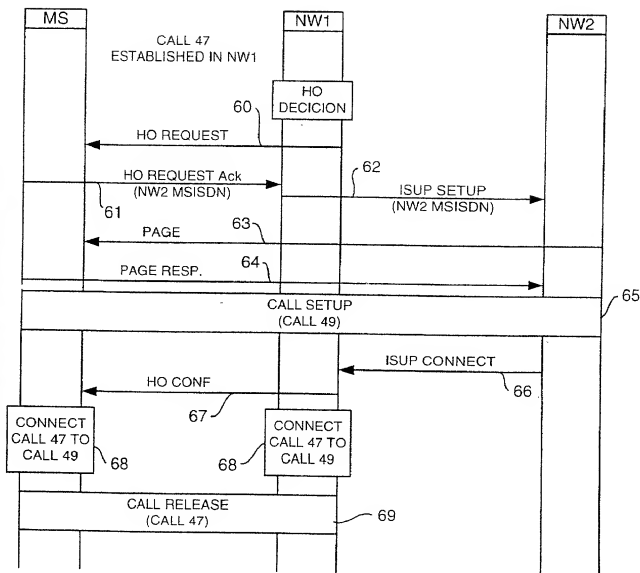 MS
NW1
NW2
CALL 47
ESTABLISHED IN NW1
HO
DECICION
60
HO REQUEST
HO REQUEST Ack
(NW2 MSISDN)
61
62
ISUP SETUP
(NW2 MSISDN)
63
PAGE
64
PAGE RESP.
CALL SETUP
(CALL 49)
65
ISUP CONNECT
66
HO CONF
67
CONNECT
CALL 47 TO
CALL 49
68
CONNECT
CALL 47 TO
CALL 49
68
CALL RELEASE
(CALL 47)
69